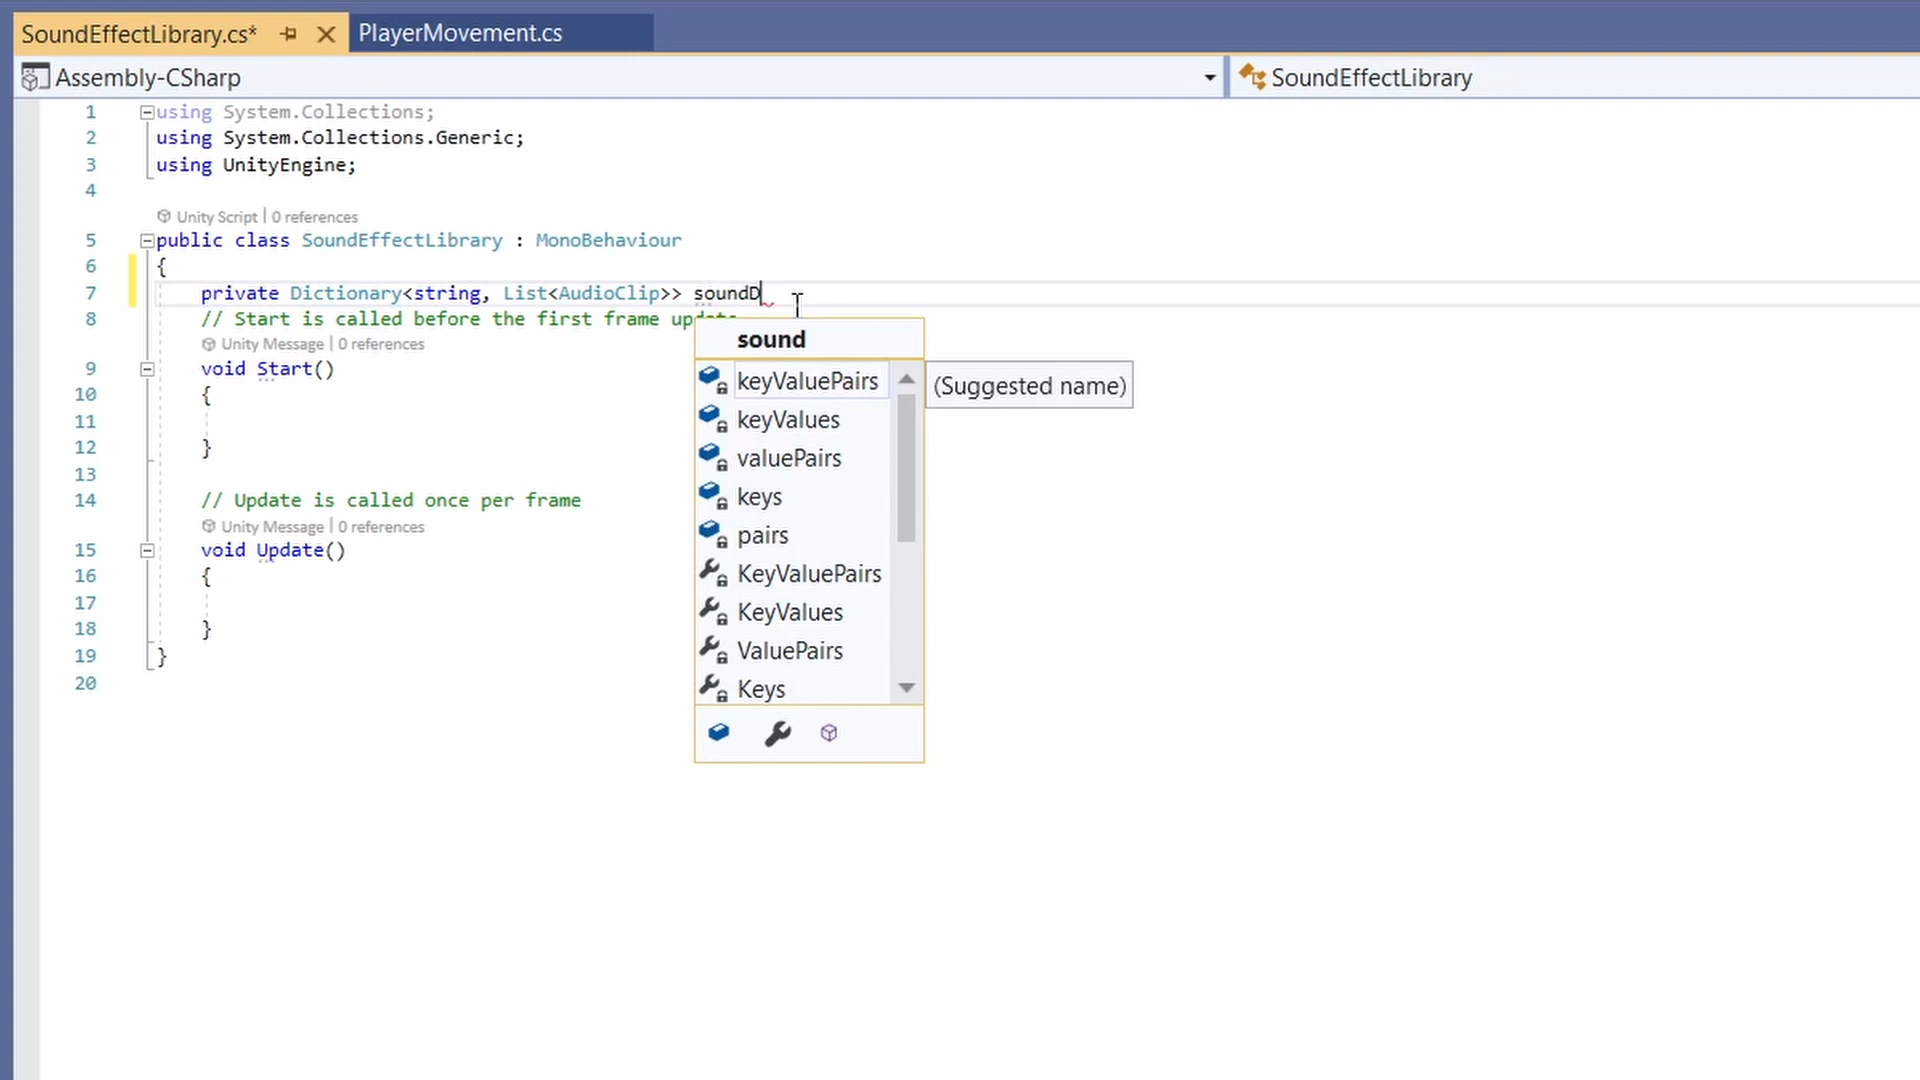 SoundEffectLibrary.cs* PlayerMovement.cs
Assembly-CSharp SoundEffectLibrary
1 using System.Collections;
2 using System.Collections.Generic;
3 using UnityEngine;
4
Unity Script | 0 references
5 public class SoundEffectLibrary : MonoBehaviour
6 {
7 private Dictionary<string, List<AudioClip>> soundD
8 // Start is called before the first frame update
Unity Message | 0 references
9 void Start()
10 {
11
12 }
13
14 // Update is called once per frame
Unity Message | 0 references
15 void Update()
16 {
17
18 }
19 }
20
sound
keyValuePairs (Suggested name)
keyValues
valuePairs
keys
pairs
KeyValuePairs
KeyValues
ValuePairs
Keys